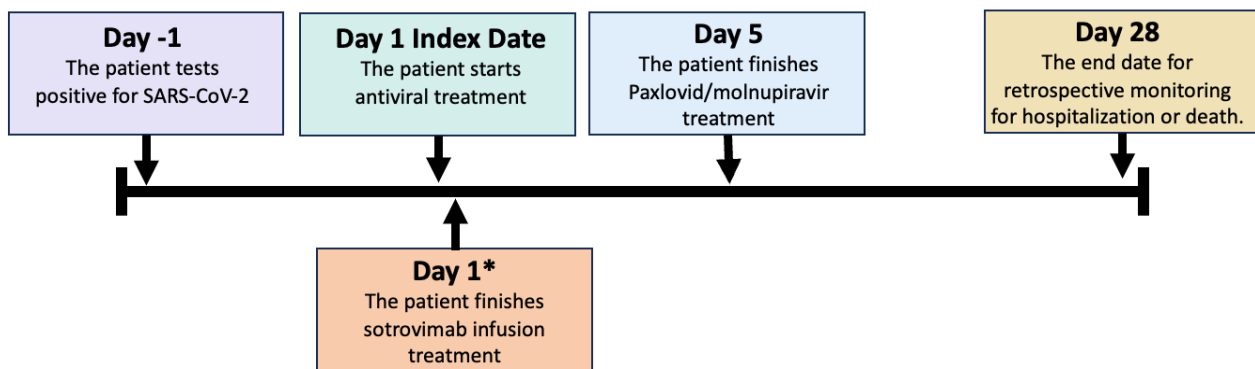 Day -1
The patient tests
positive for SARS-CoV-2
Day 1 Index Date
The patient starts
antiviral treatment
Day 5
The patient finishes
Paxlovid/molnupiravir
treatment
Day 28
The end date for
retrospective monitoring
for hospitalization or death.
Day 1*
The patient finishes
sotrovimab infusion
treatment